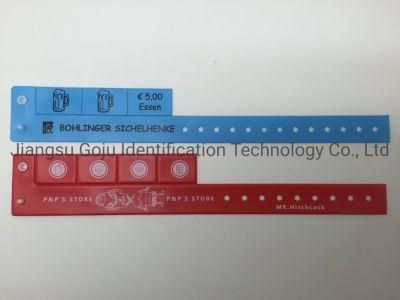 € 5,00
Essen
BOHLINGER SICHELHENKE
Jiangsu Goju Identification Technology Co., Ltd
P&P'S STORE
P&P'S STORE
MR.Hitchcock